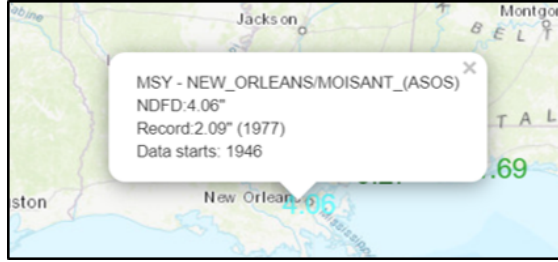 Jackson
Montgo
B E L T
MSY - NEW_ORLEANS/MOISANT_(ASOS)
NDFD:4.06"
Record:2.09" (1977)
Data starts: 1946
×
T A L
.69
ston
New Orleans
4.06
Mississippi